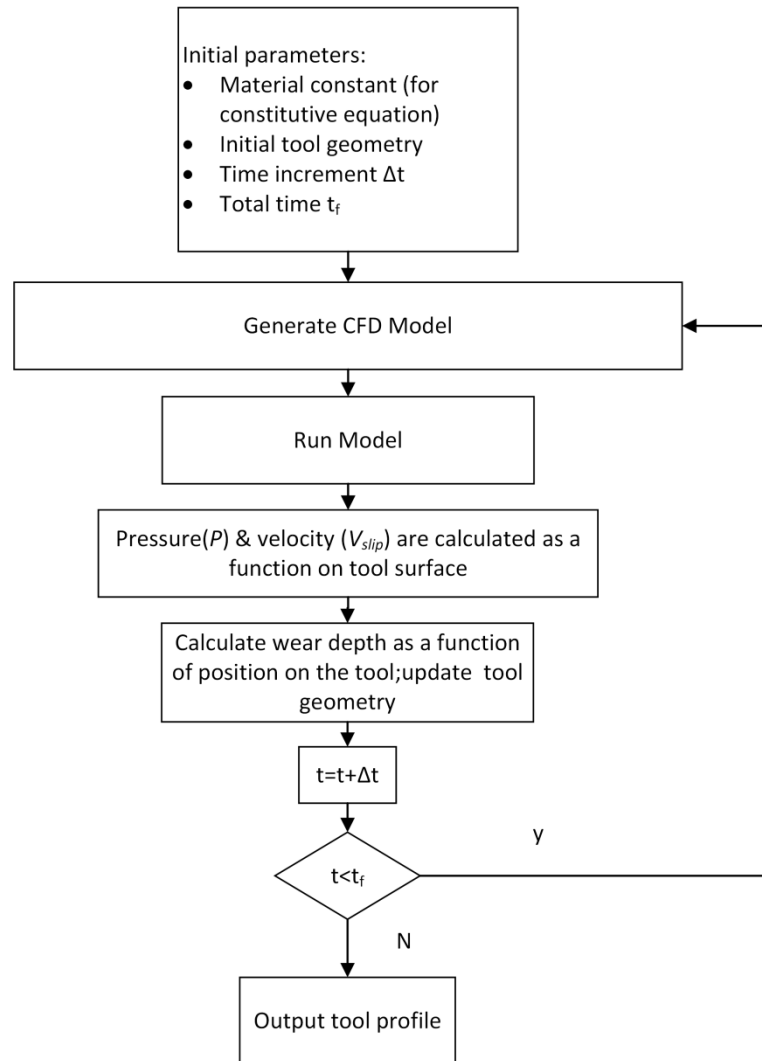 Initial parameters:
• Material constant (for
constitutive equation)
• Initial tool geometry
• Time increment Δt
• Total time tf
Generate CFD Model
Run Model
Pressure(P) & velocity (Vslip) are calculated as a
function on tool surface
Calculate wear depth as a function
of position on the tool;update tool
geometry
t=t+Δt
t<tf
y
N
Output tool profile